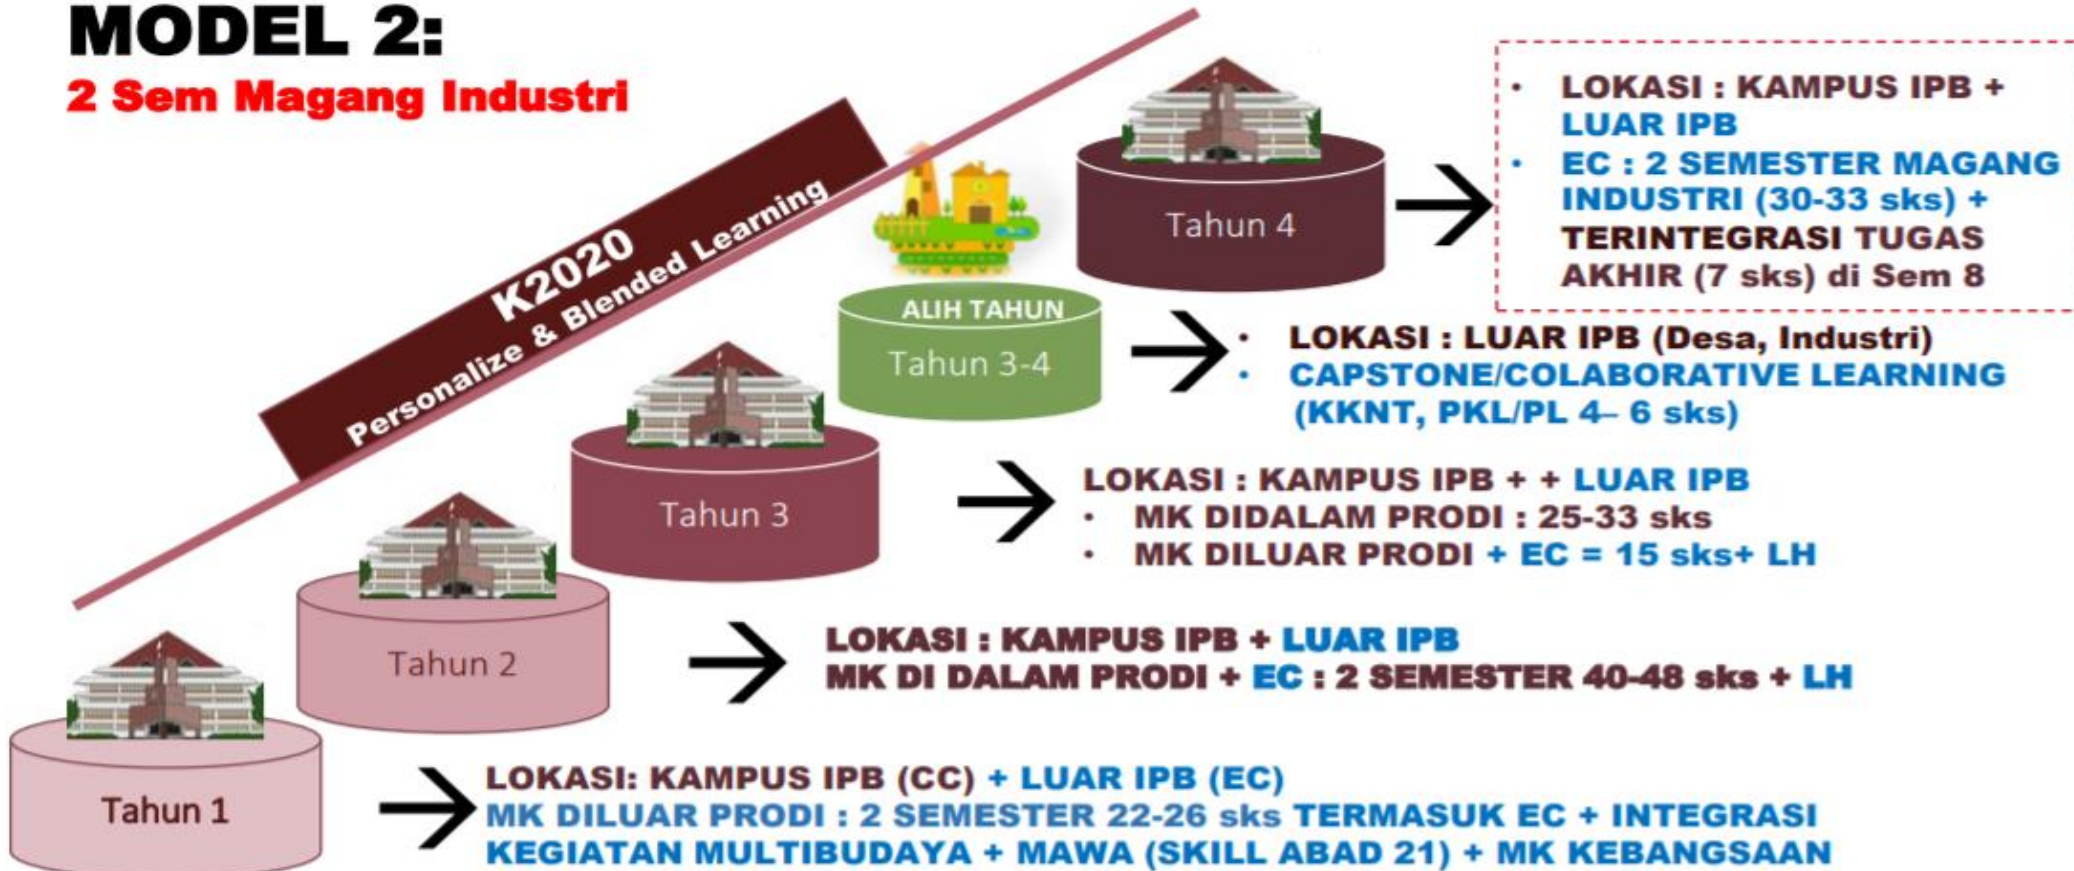 MODEL 2:
2 Sem Magang Industri
K2020
Personalize & Blended Learning
Tahun 4
• LOKASI : KAMPUS IPB +
LUAR IPB
• EC : 2 SEMESTER MAGANG
INDUSTRI (30-33 sks) +
TERINTEGRASI TUGAS
AKHIR (7 sks) di Sem 8
ALIH TAHUN
Tahun 3-4
• LOKASI : LUAR IPB (Desa, Industri)
• CAPSTONE/COLABORATIVE LEARNING
(KKNT, PKL/PL 4– 6 sks)
Tahun 3
LOKASI : KAMPUS IPB + + LUAR IPB
• MK DIDALAM PRODI : 25-33 sks
• MK DILUAR PRODI + EC = 15 sks+ LH
Tahun 2
LOKASI : KAMPUS IPB + LUAR IPB
MK DI DALAM PRODI + EC : 2 SEMESTER 40-48 sks + LH
Tahun 1
LOKASI: KAMPUS IPB (CC) + LUAR IPB (EC)
MK DILUAR PRODI : 2 SEMESTER 22-26 sks TERMASUK EC + INTEGRASI
KEGIATAN MULTIBUDAYA + MAWA (SKILL ABAD 21) + MK KEBANGSAAN